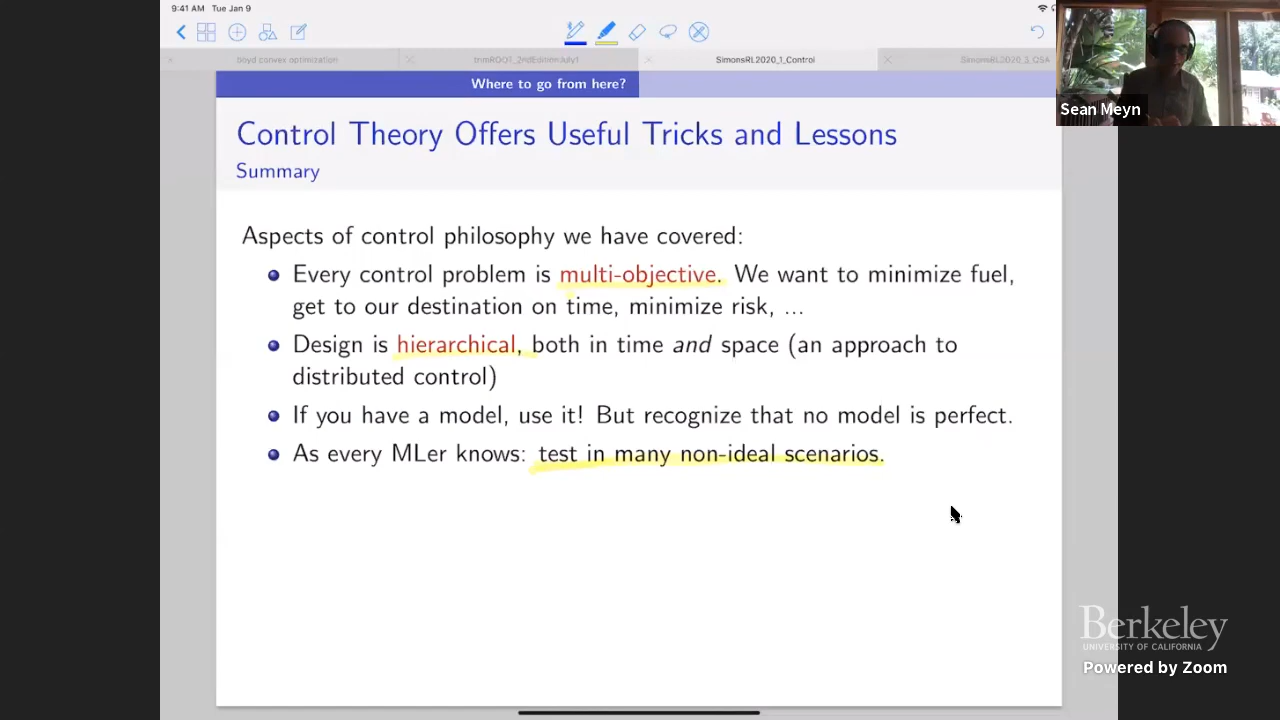 9:41 AM Tue Jan 9
boyd convex optimization
SimonsRL2020_1_Control
SimonsRL2020_3_QSA
Where to go from here?
Sean Meyn
Control Theory Offers Useful Tricks and Lessons
Summary
Aspects of control philosophy we have covered:
Every control problem is multi-objective. We want to minimize fuel,
get to our destination on time, minimize risk, ...
Design is hierarchical, both in time and space (an approach to
distributed control)
If you have a model, use it! But recognize that no model is perfect.
As every MLer knows: test in many non-ideal scenarios.
Berkeley
UNIVERSITY OF CALIFORNIA
Powered by Zoom